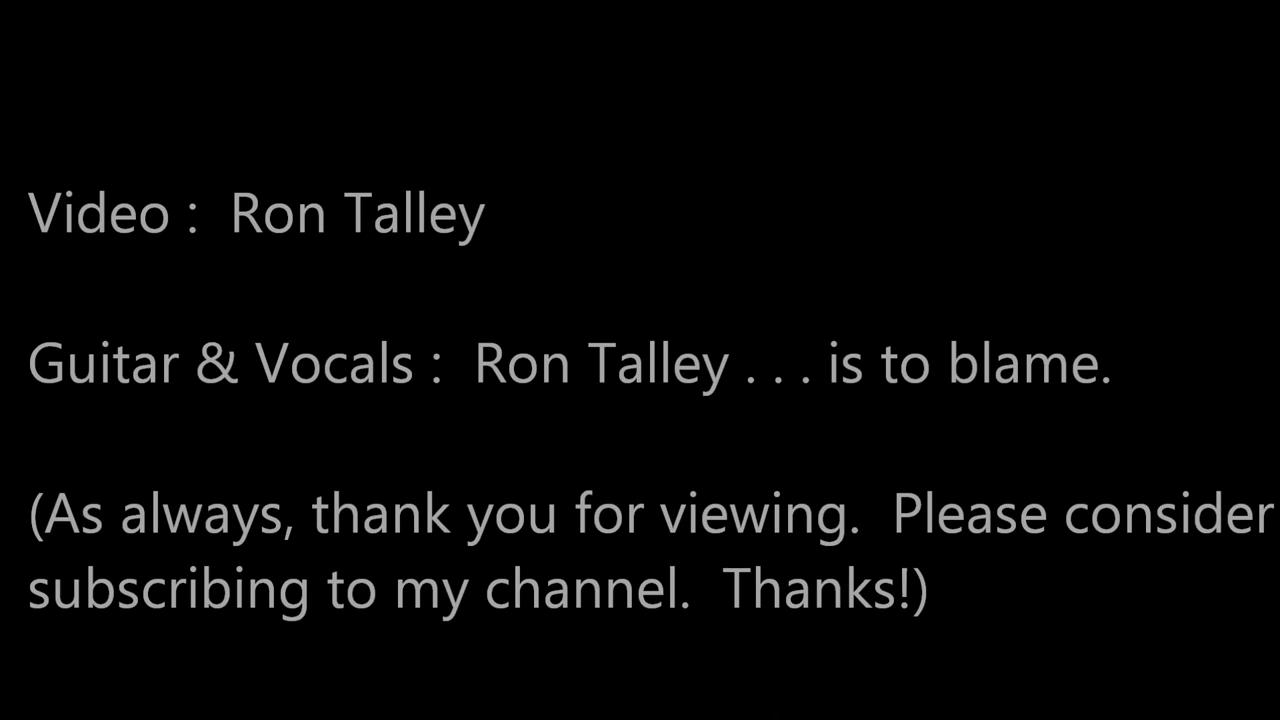 Video :  Ron Talley
Guitar & Vocals :  Ron Talley . . . is to blame.
(As always, thank you for viewing.  Please consider
subscribing to my channel.  Thanks!)